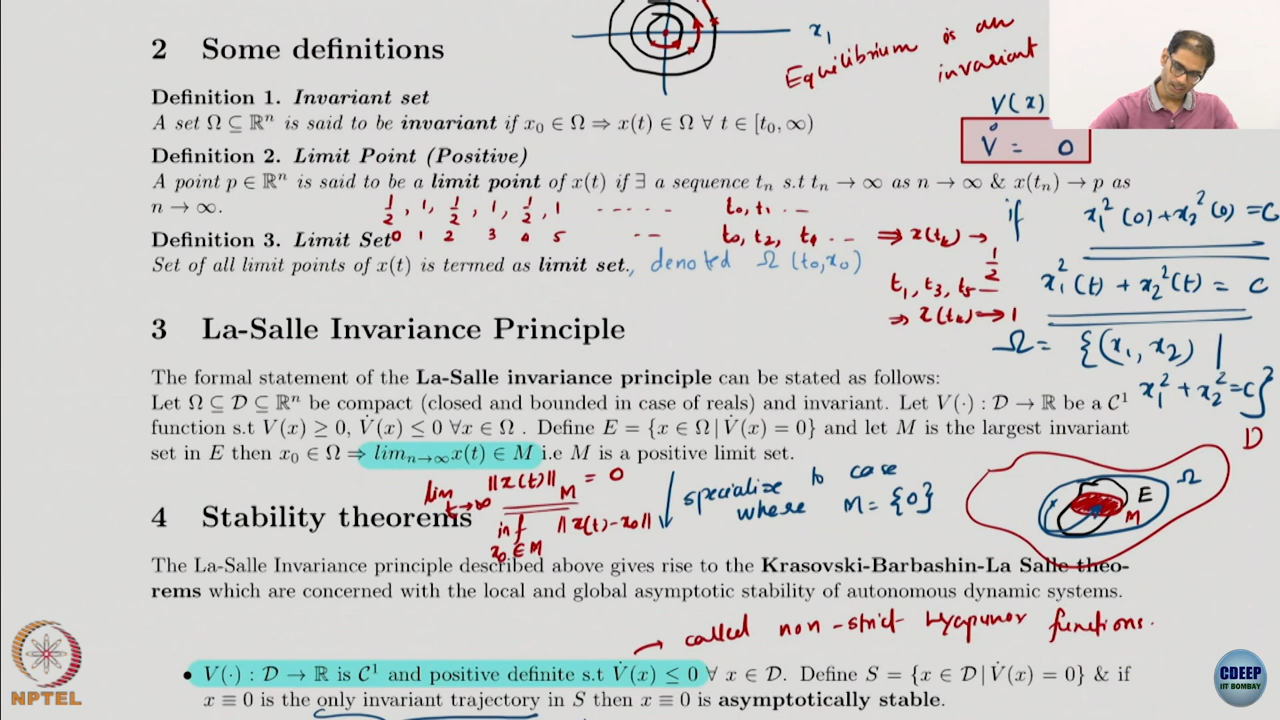 x₁
Equilibrium is an
invariant
2 Some definitions
V(x)
V̇ = 0
Definition 1. Invariant set
A set Ω ⊆ ℝⁿ is said to be invariant if x₀ ∈ Ω ⇒ x(t) ∈ Ω ∀ t ∈ [t₀, ∞)
Definition 2. Limit Point (Positive)
A point p ∈ ℝⁿ is said to be a limit point of x(t) if ∃ a sequence tₙ s.t tₙ → ∞ as n → ∞ & x(tₙ) → p as
n → ∞.
1/2, 1, 1/2, 1, 1/2, 1 ...... t₀, t₁ --
if x₁²(0) + x₂²(0) = C
Definition 3. Limit Set
0 1 2 3 4 5 -- t₀, t₂, t₄ .. - ⇒ x(tₖ) → 1/2
Set of all limit points of x(t) is termed as limit set., denoted Ω (t₀,x₀)
t₁, t₃, t₅ --
⇒ x(tₖ) → 1
x₁²(t) + x₂²(t) = C
Ω = {(x₁, x₂) |
x₁² + x₂² = C}
3 La-Salle Invariance Principle
The formal statement of the La-Salle invariance principle can be stated as follows:
Let Ω ⊆ 𝒟 ⊆ ℝⁿ be compact (closed and bounded in case of reals) and invariant. Let V(·) : 𝒟 → ℝ be a 𝒞¹
function s.t V(x) ≥ 0, V̇(x) ≤ 0 ∀x ∈ Ω . Define E = {x ∈ Ω | V̇(x) = 0} and let M is the largest invariant
set in E then x₀ ∈ Ω ⇒ limₙ→∞x(t) ∈ M i.e M is a positive limit set.
lim t→∞ ||x(t)||_M = 0
inf x₀ ∈ M ||x(t) - x₀||
specialize to case
where M = {0}
D
Ω
E
M
4 Stability theorems
The La-Salle Invariance principle described above gives rise to the Krasovski-Barbashin-La Salle theo-
rems which are concerned with the local and global asymptotic stability of autonomous dynamic systems.
→ called non-strict Lyapunov functions.
• V(·) : 𝒟 → ℝ is 𝒞¹ and positive definite s.t V̇(x) ≤ 0 ∀ x ∈ 𝒟. Define S = {x ∈ 𝒟 | V̇(x) = 0} & if
x ≡ 0 is the only invariant trajectory in S then x ≡ 0 is asymptotically stable.
NPTEL
CDEEP
IIT BOMBAY